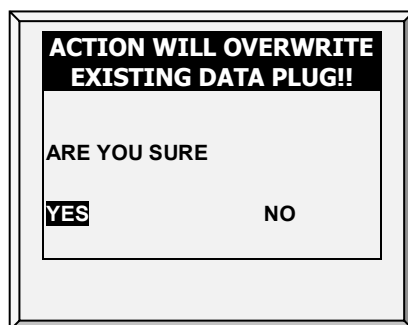 ACTION WILL OVERWRITE
EXISTING DATA PLUG!!
ARE YOU SURE
YES NO